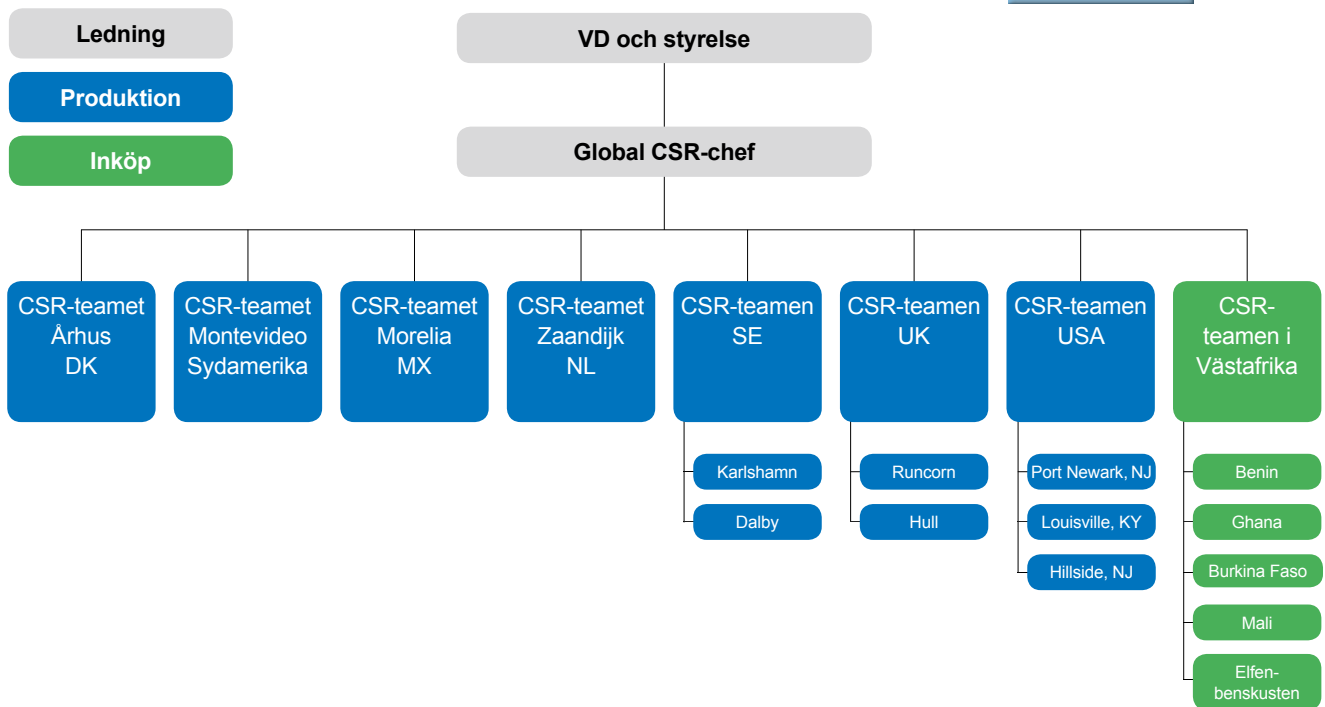 Ledning
Produktion
Inköp
VD och styrelse
Global CSR-chef
CSR-teamet
Århus
DK
CSR-teamet
Montevideo
Sydamerika
CSR-teamet
Morelia
MX
CSR-teamet
Zaandijk
NL
CSR-teamen
SE
CSR-teamen
UK
CSR-teamen
USA
CSR-
teamen i
Västafrika
Karlshamn
Dalby
Runcorn
Hull
Port Newark, NJ
Louisville, KY
Hillside, NJ
Benin
Ghana
Burkina Faso
Mali
Elfen-
benskusten